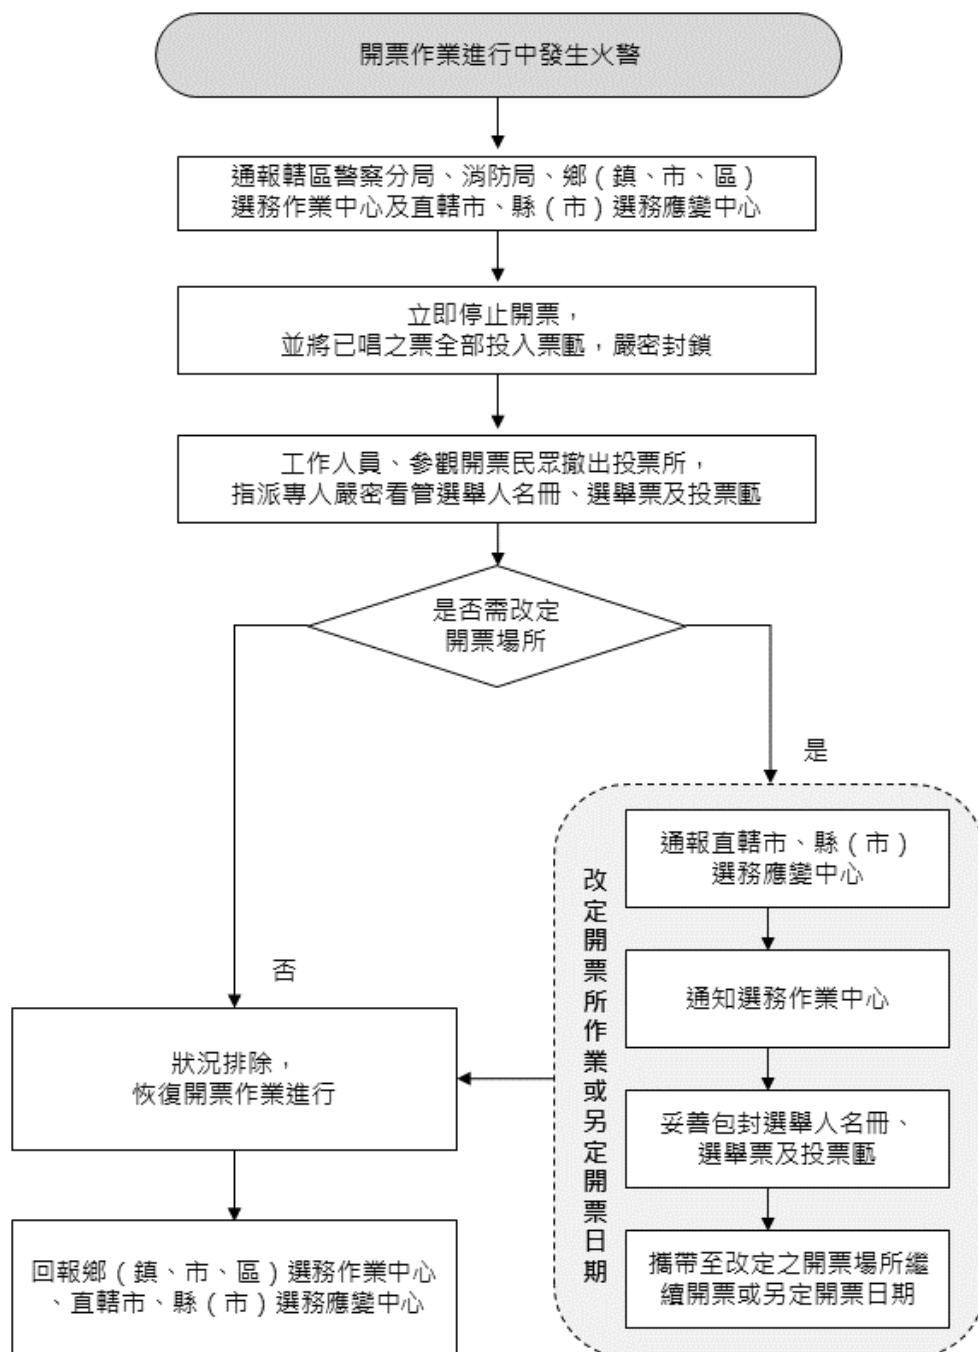 開票作業進行中發生火警
通報轄區警察分局、消防局、鄉（鎮、市、區）
選務作業中心及直轄市、縣（市）選務應變中心
立即停止開票，
並將已唱之票全部投入票匭，嚴密封鎖
工作人員、參觀開票民眾撤出投票所，
指派專人嚴密看管選舉人名冊、選舉票及投票匭
是否需改定
開票場所
是
否
改定開票所作業或另定開票日期
通報直轄市、縣（市）
選務應變中心
通知選務作業中心
妥善包封選舉人名冊、
選舉票及投票匭
攜帶至改定之開票場所繼
續開票或另定開票日期
狀況排除，
恢復開票作業進行
回報鄉（鎮、市、區）選務作業中心
、直轄市、縣（市）選務應變中心